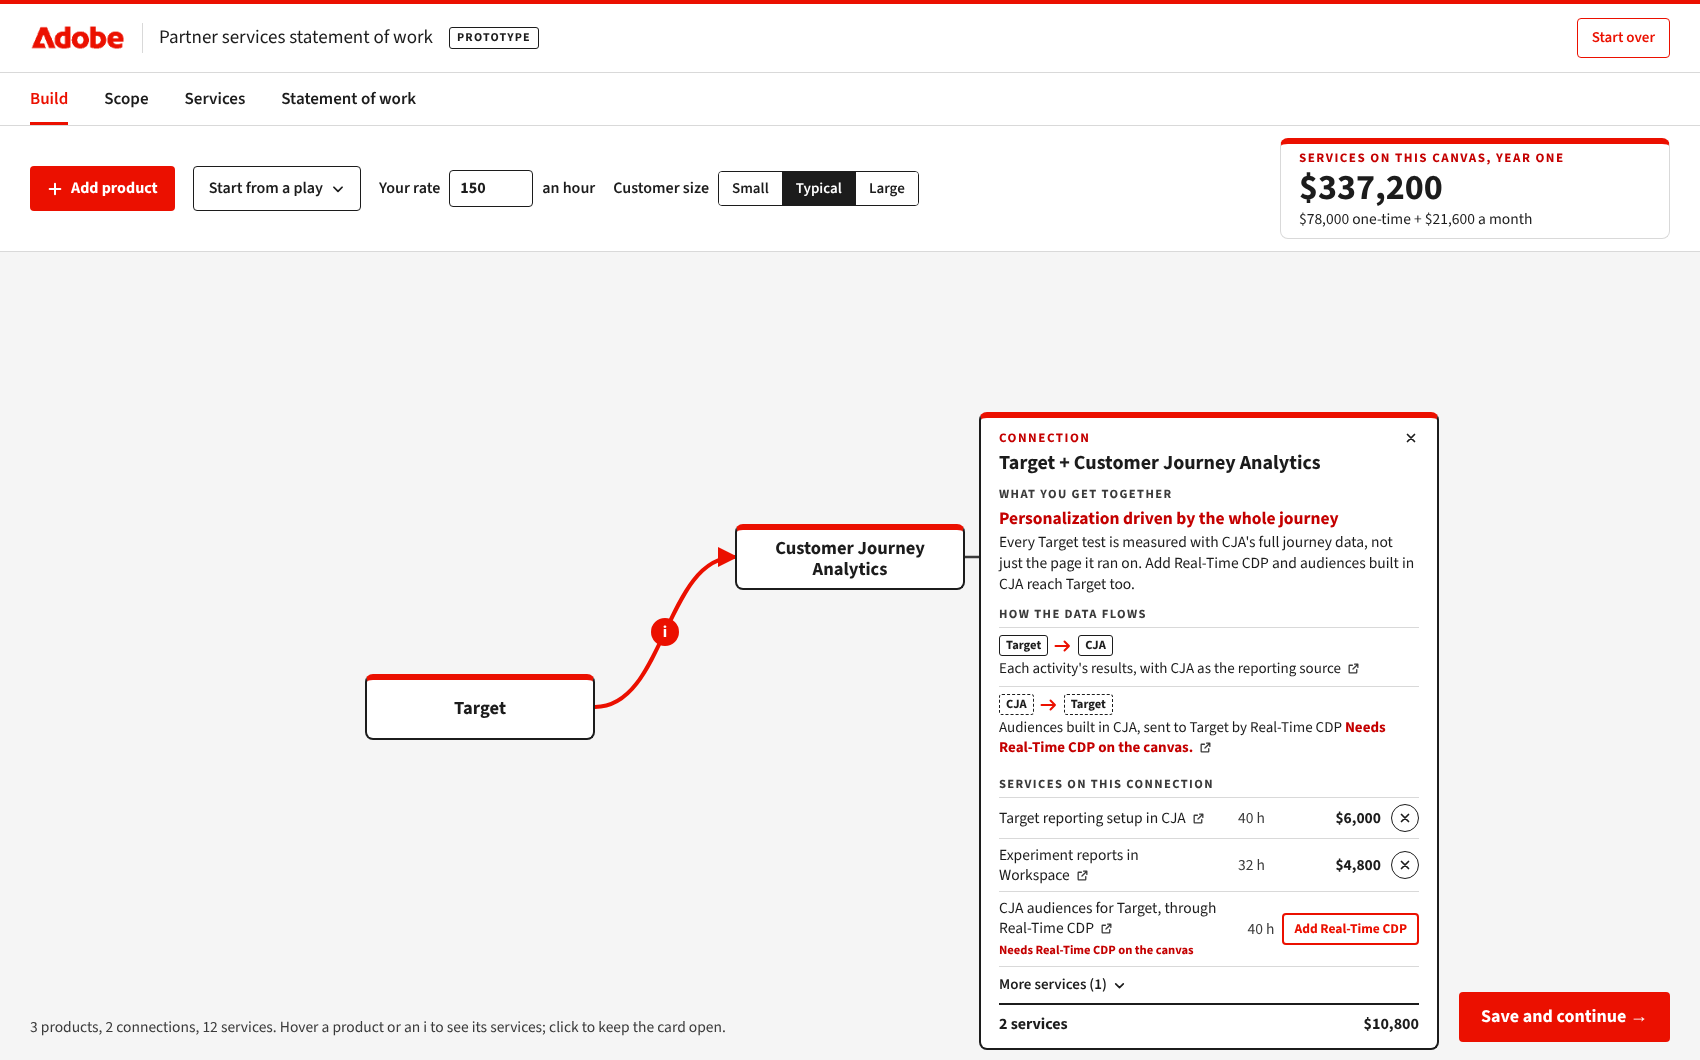 Adobe
Partner services statement of work
PROTOTYPE
Start over
Build
Scope
Services
Statement of work
+ Add product
Start from a play
Your rate
150
an hour
Customer size
Small
Typical
Large
SERVICES ON THIS CANVAS, YEAR ONE
$337,200
$78,000 one-time + $21,600 a month
Target
i
Customer Journey
Analytics
CONNECTION
Target + Customer Journey Analytics
WHAT YOU GET TOGETHER
Personalization driven by the whole journey
Every Target test is measured with CJA's full journey data, not
just the page it ran on. Add Real-Time CDP and audiences built in
CJA reach Target too.
HOW THE DATA FLOWS
Target → CJA
Each activity's results, with CJA as the reporting source
CJA → Target
Audiences built in CJA, sent to Target by Real-Time CDP Needs
Real-Time CDP on the canvas.
SERVICES ON THIS CONNECTION
Target reporting setup in CJA 40 h $6,000
Experiment reports in
Workspace 32 h $4,800
CJA audiences for Target, through
Real-Time CDP 40 h Add Real-Time CDP
Needs Real-Time CDP on the canvas
More services (1)
2 services $10,800
3 products, 2 connections, 12 services. Hover a product or an i to see its services; click to keep the card open.
Save and continue →